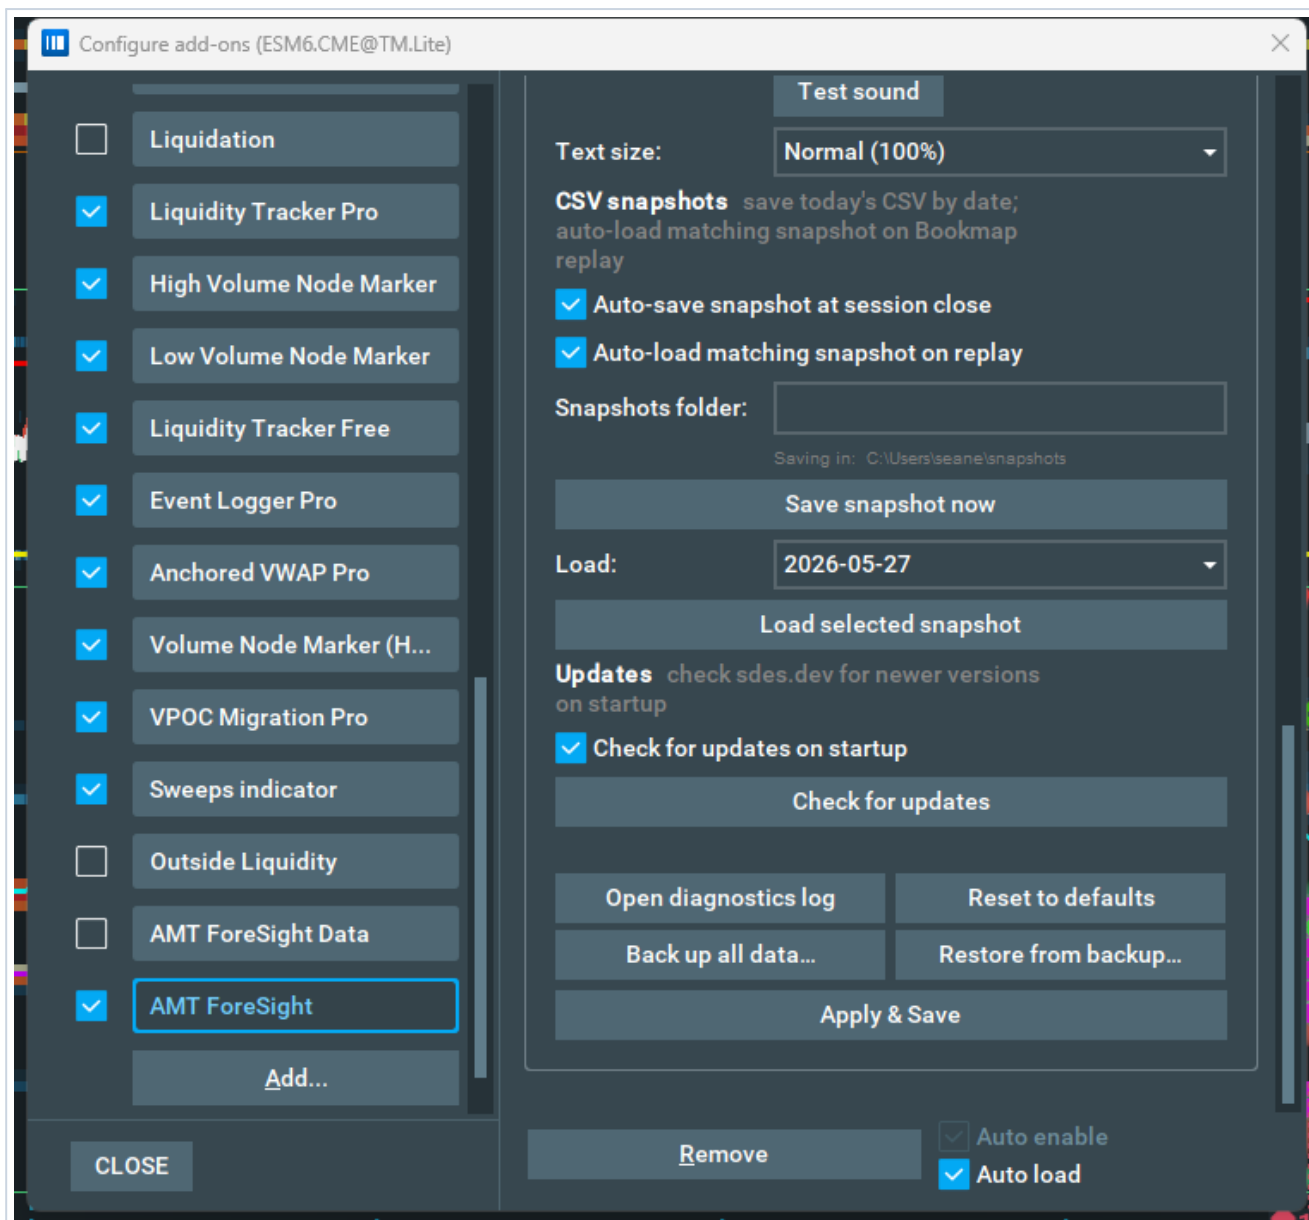 Configure add-ons (ESM6.CME@TM.Lite)
Liquidation
Liquidity Tracker Pro
High Volume Node Marker
Low Volume Node Marker
Liquidity Tracker Free
Event Logger Pro
Anchored VWAP Pro
Volume Node Marker (H...
VPOC Migration Pro
Sweeps indicator
Outside Liquidity
AMT ForeSight Data
AMT ForeSight
Add...
CLOSE
Test sound
Text size: Normal (100%)
CSV snapshots save today's CSV by date;
auto-load matching snapshot on Bookmap
replay
Auto-save snapshot at session close
Auto-load matching snapshot on replay
Snapshots folder:
Saving in: C:\Users\seane\snapshots
Save snapshot now
Load: 2026-05-27
Load selected snapshot
Updates check sdes.dev for newer versions
on startup
Check for updates on startup
Check for updates
Open diagnostics log Reset to defaults
Back up all data... Restore from backup...
Apply & Save
Remove
Auto enable
Auto load